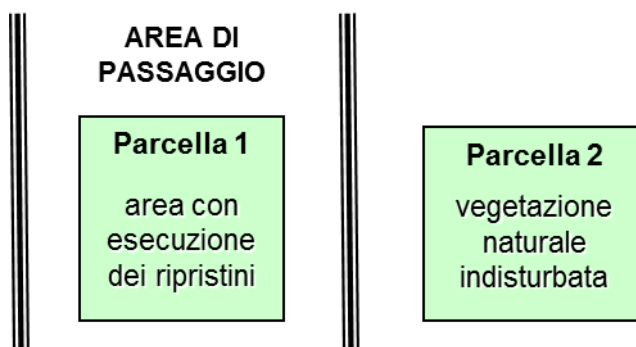 AREA DI
PASSAGGIO
Parcella 1
area con
esecuzione
dei ripristini
Parcella 2
vegetazione
naturale
indisturbata